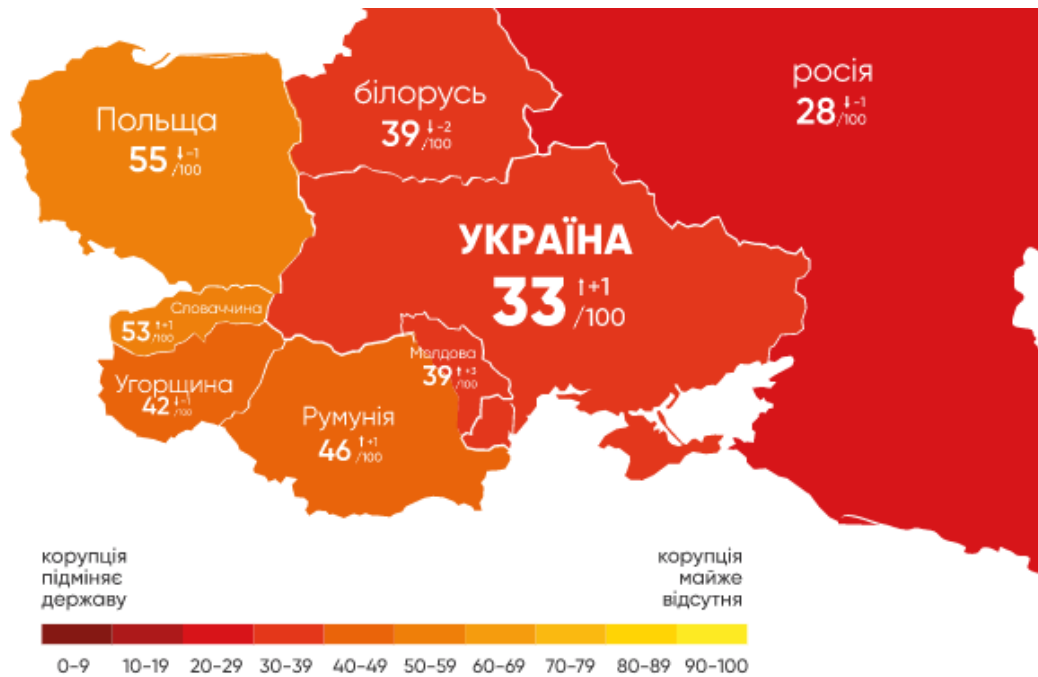 Польща
55 ↓-1
/100
білорусь
39 ↓-2
/100
росія
28 ↓-1
/100
УКРАЇНА
33 ↑+1
/100
Словаччина
53 ↑+1
/100
Угорщина
42 ↓-1
/100
Румунія
46 ↑+1
/100
Молдова
39 ↑+3
/100
корупція
підміняє
державу
корупція
майже
відсутня
0-9 10-19 20-29 30-39 40-49 50-59 60-69 70-79 80-89 90-100